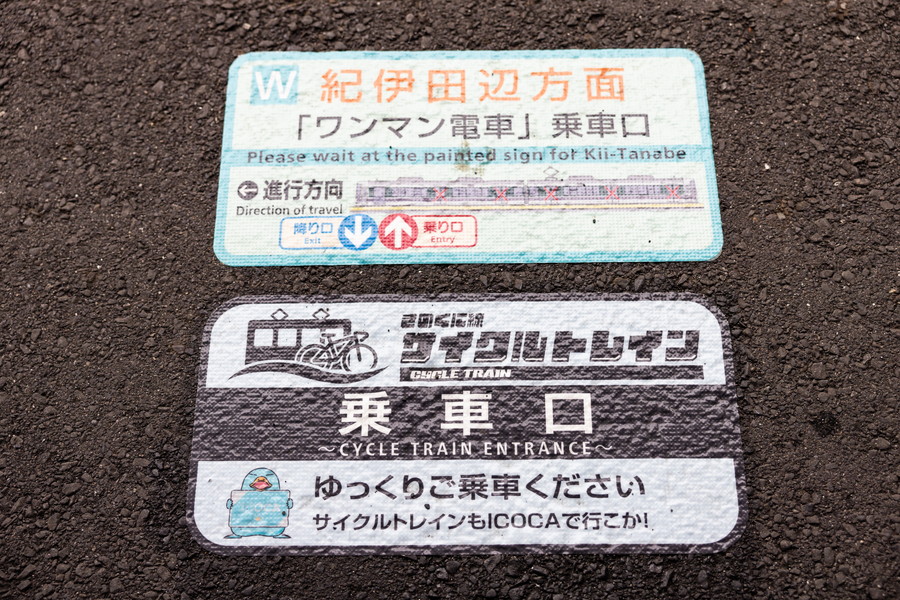 W 紀伊田辺方面
「ワンマン電車」乗車口
Please wait at the painted sign for Kii-Tanabe
進行方向
Direction of travel
降り口 乗り口
Exit Entry
きのくに線
サイクルトレイン
CYCLE TRAIN
乗車口
～CYCLE TRAIN ENTRANCE～
ゆっくりご乗車ください
サイクルトレインもICOCAで行こか!